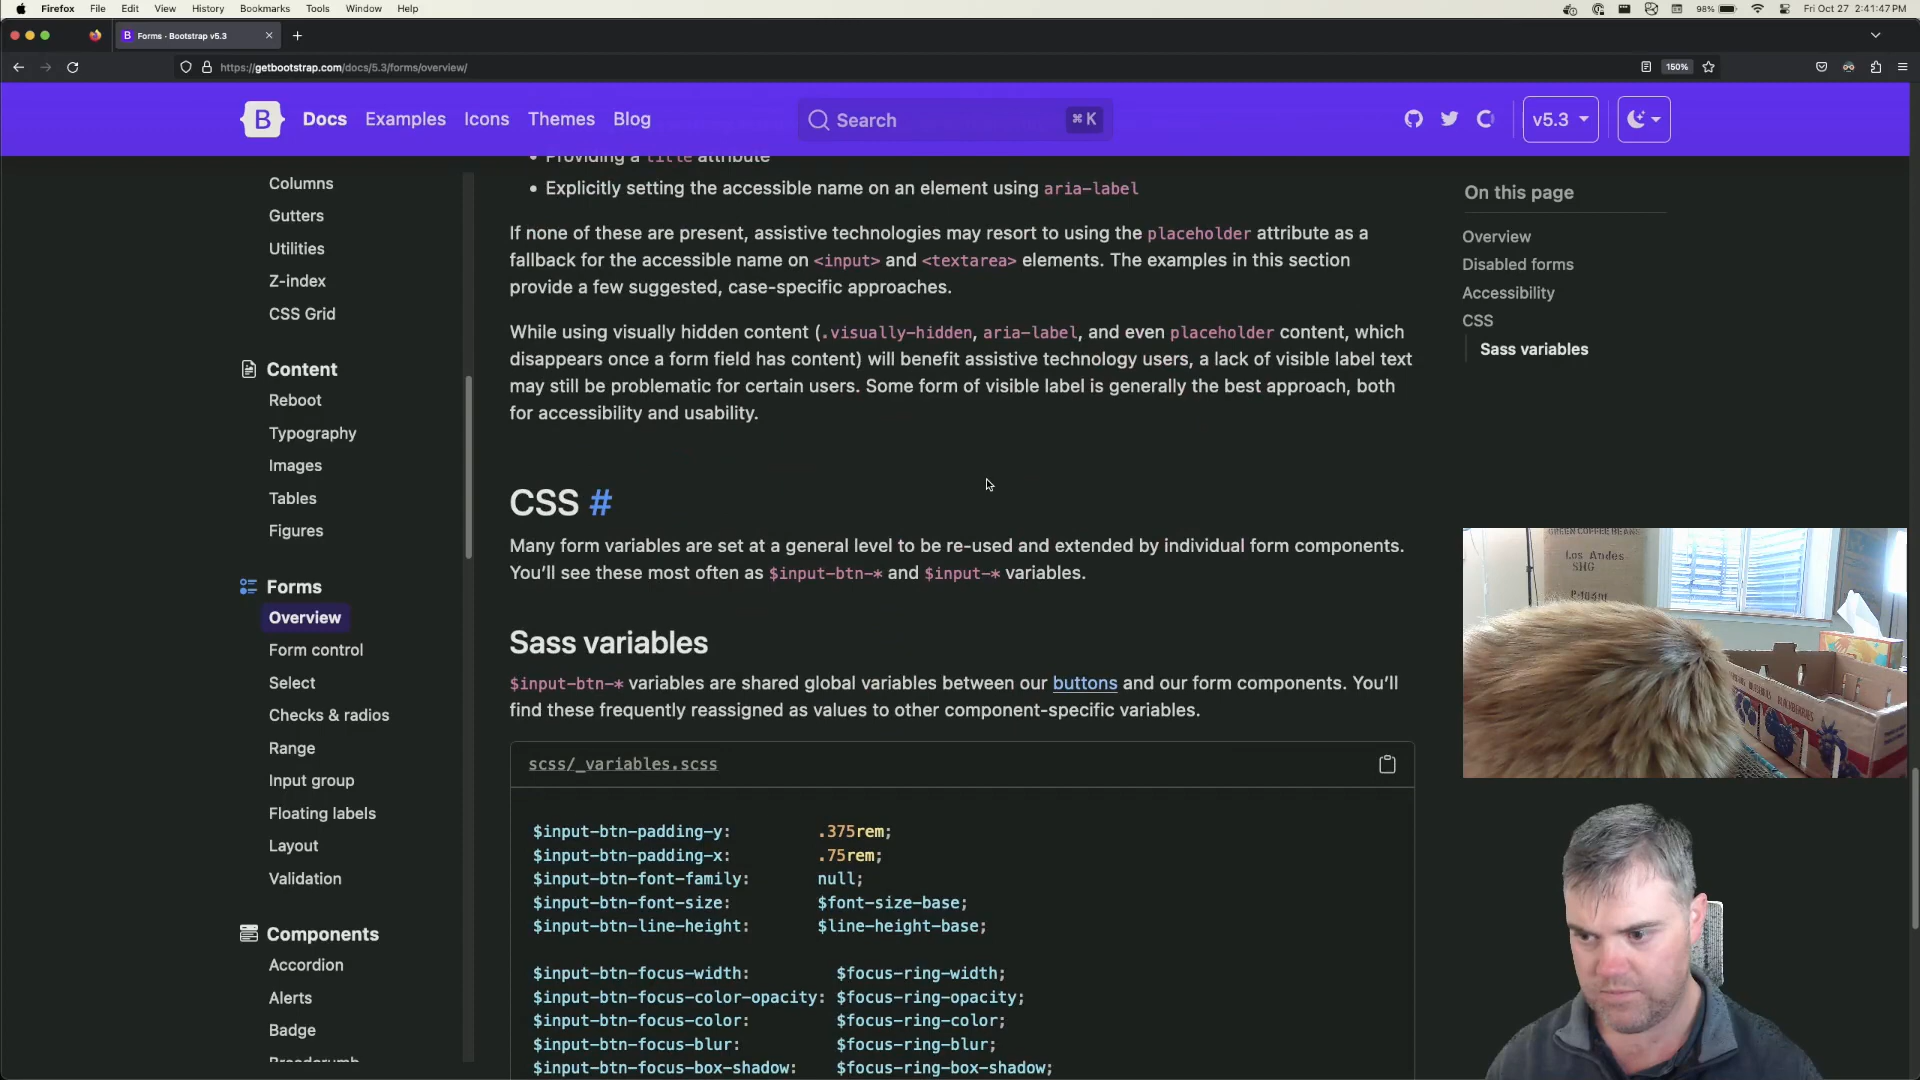 Firefox File Edit View History Bookmarks Tools Window Help 98% Fri Oct 27 2:41:47 PM
Forms · Bootstrap v5.3
https://getbootstrap.com/docs/5.3/forms/overview/ 150%
B Docs Examples Icons Themes Blog Search ⌘ K v5.3
Columns
Gutters
Utilities
Z-index
CSS Grid
Content
Reboot
Typography
Images
Tables
Figures
Forms
Overview
Form control
Select
Checks & radios
Range
Input group
Floating labels
Layout
Validation
Components
Accordion
Alerts
Badge
Breadcrumb
• Providing a title attribute
• Explicitly setting the accessible name on an element using aria-label
If none of these are present, assistive technologies may resort to using the placeholder attribute as a
fallback for the accessible name on <input> and <textarea> elements. The examples in this section
provide a few suggested, case-specific approaches.
While using visually hidden content (.visually-hidden, aria-label, and even placeholder content, which
disappears once a form field has content) will benefit assistive technology users, a lack of visible label text
may still be problematic for certain users. Some form of visible label is generally the best approach, both
for accessibility and usability.
CSS #
Many form variables are set at a general level to be re-used and extended by individual form components.
You'll see these most often as $input-btn-* and $input-* variables.
Sass variables
$input-btn-* variables are shared global variables between our buttons and our form components. You'll
find these frequently reassigned as values to other component-specific variables.
scss/_variables.scss
$input-btn-padding-y: .375rem;
$input-btn-padding-x: .75rem;
$input-btn-font-family: null;
$input-btn-font-size: $font-size-base;
$input-btn-line-height: $line-height-base;
$input-btn-focus-width: $focus-ring-width;
$input-btn-focus-color-opacity: $focus-ring-opacity;
$input-btn-focus-color: $focus-ring-color;
$input-btn-focus-blur: $focus-ring-blur;
$input-btn-focus-box-shadow: $focus-ring-box-shadow;
On this page
Overview
Disabled forms
Accessibility
CSS
Sass variables
GREEN COFFEE BEANS
Los Andes
SHG